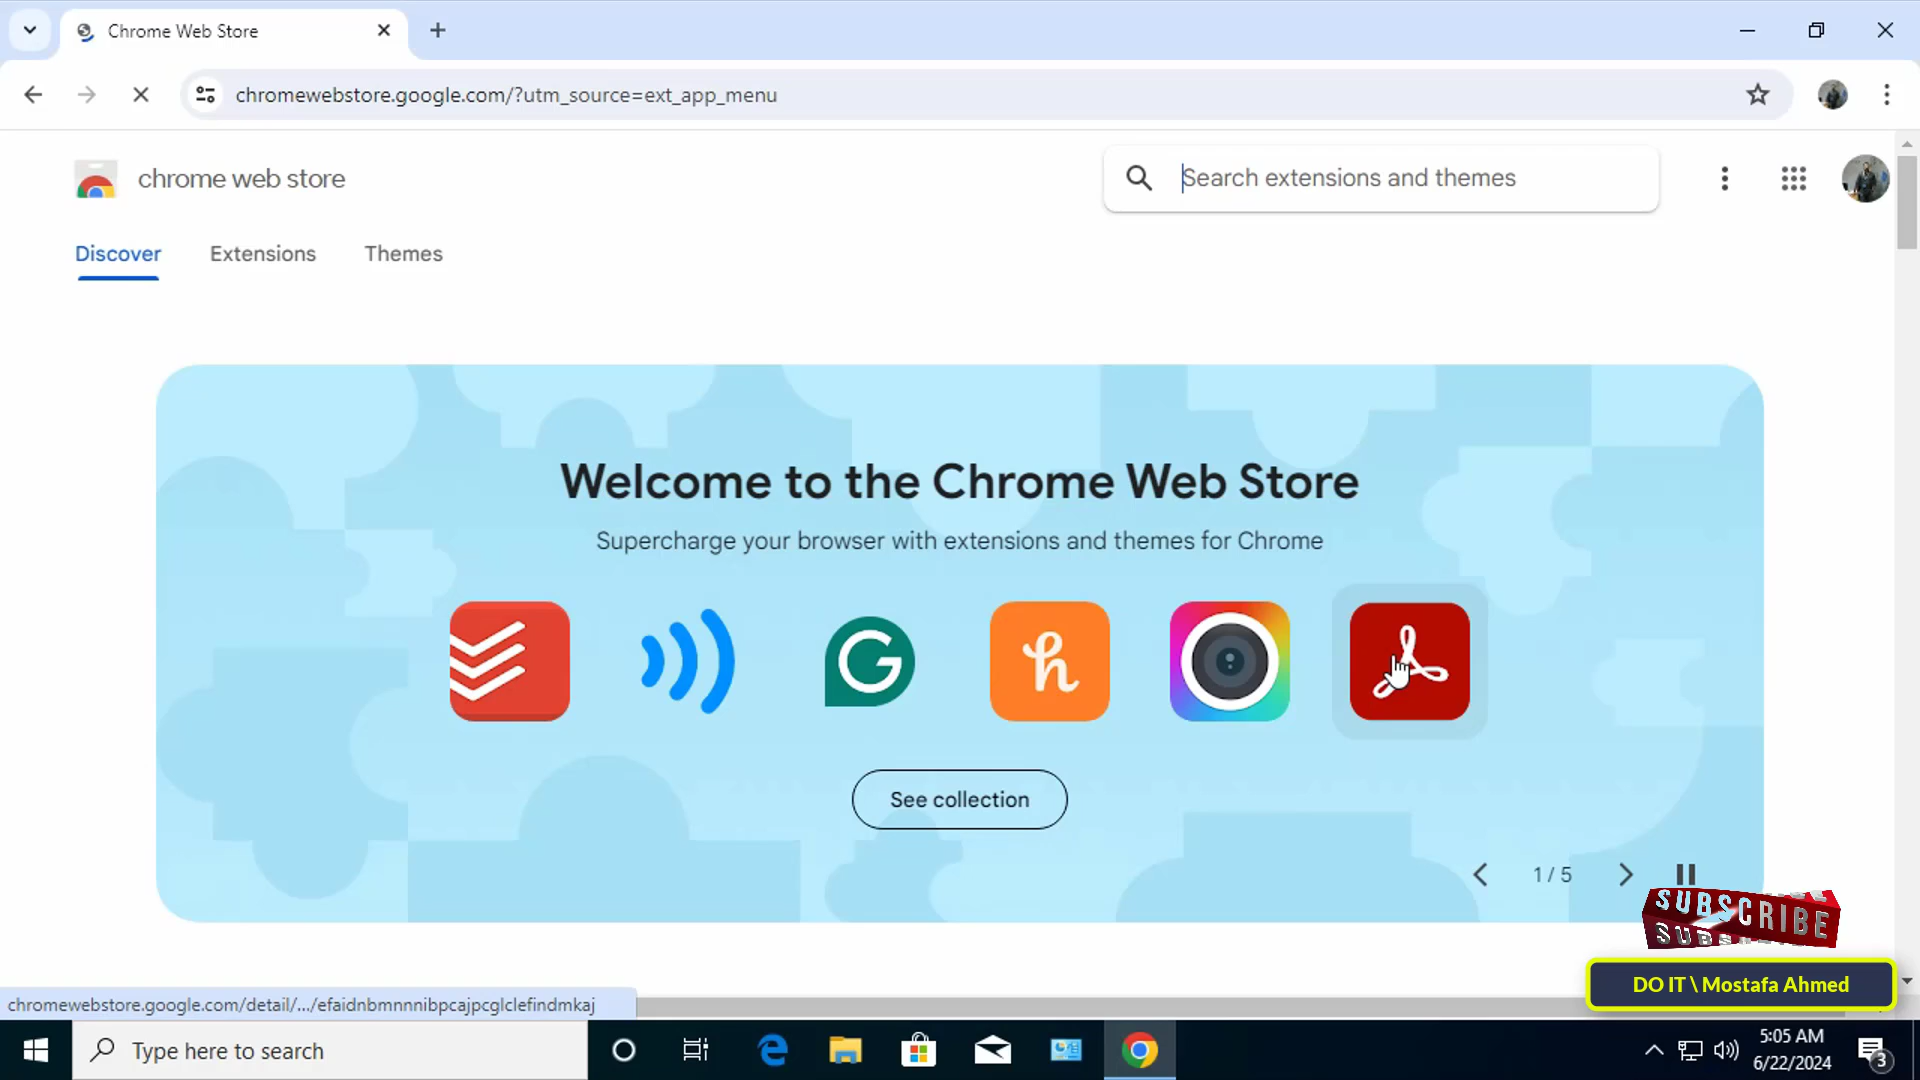 Chrome Web Store
chromewebstore.google.com/?utm_source=ext_app_menu
chrome web store
Search extensions and themes
Discover
Extensions
Themes
Welcome to the Chrome Web Store
Supercharge your browser with extensions and themes for Chrome
See collection
1 / 5
SUBSCRIBE
DO IT \ Mostafa Ahmed
chromewebstore.google.com/detail/.../efaidnbmnnnibpcajpcglclefindmkaj
Type here to search
5:05 AM
6/22/2024
3